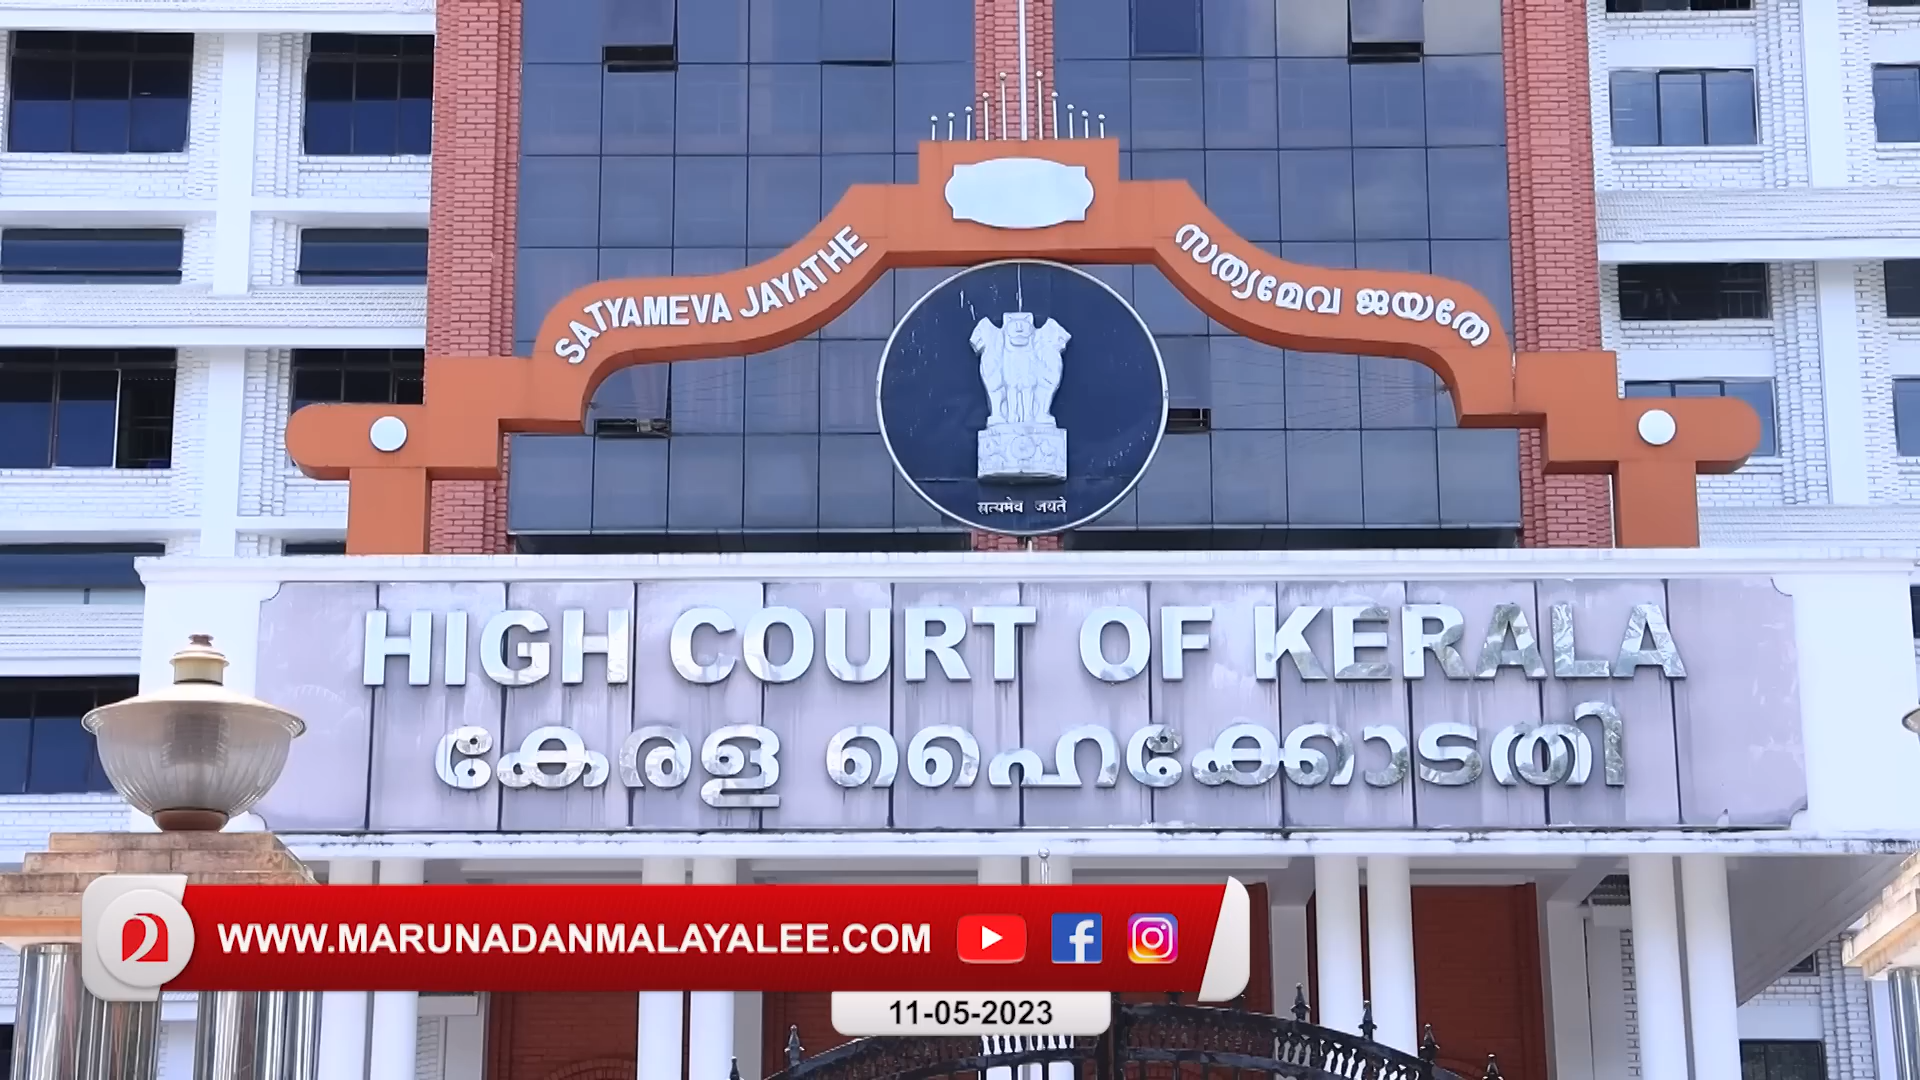 SATYAMEVA JAYATHE
സത്യമേവ ജയതേ
सत्यमेव जयते
HIGH COURT OF KERALA
കേരള ഹൈക്കോടതി
WWW.MARUNADANMALAYALEE.COM
11-05-2023